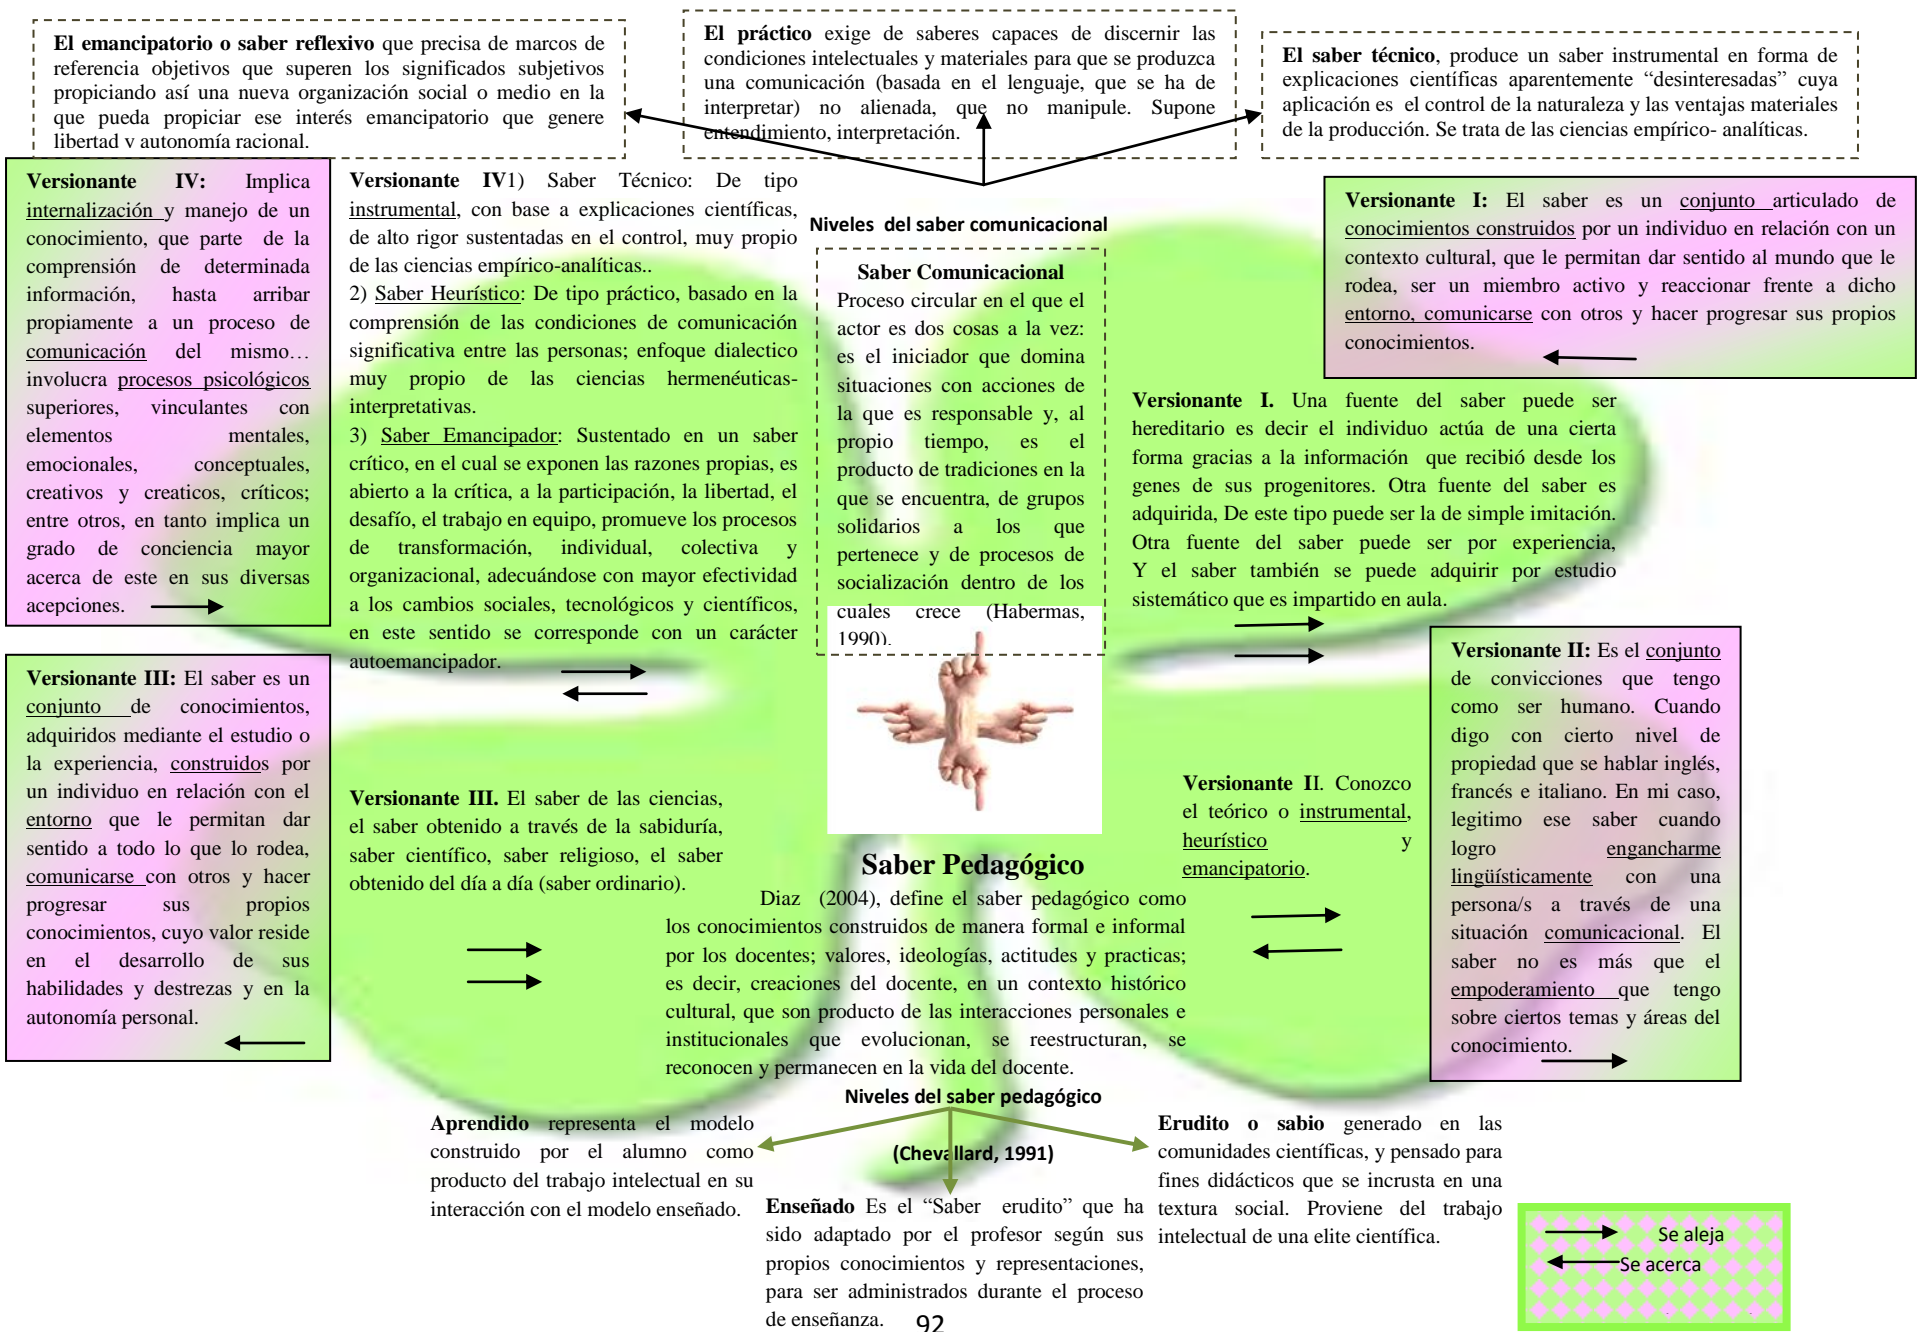 El emancipatorio o saber reflexivo que precisa de marcos de
referencia objetivos que superen los significados subjetivos
propiciando así una nueva organización social o medio en la
que pueda propiciar ese interés emancipatorio que genere
libertad y autonomía racional.
El práctico exige de saberes capaces de discernir las
condiciones intelectuales y materiales para que se produzca
una comunicación (basada en el lenguaje, que se ha de
interpretar) no alienada, que no manipule. Supone
entendimiento, interpretación.
El saber técnico, produce un saber instrumental en forma de
explicaciones científicas aparentemente “desinteresadas” cuya
aplicación es el control de la naturaleza y las ventajas materiales
de la producción. Se trata de las ciencias empírico- analíticas.
Versionante IV: Implica
internalización y manejo de un
conocimiento, que parte de la
comprensión de determinada
información, hasta arribar
propiamente a un proceso de
comunicación del mismo…
involucra procesos psicológicos
superiores, vinculantes con
elementos mentales,
emocionales, conceptuales,
creativos y creaticos, críticos;
entre otros, en tanto implica un
grado de conciencia mayor
acerca de este en sus diversas
acepciones.
Versionante IV1) Saber Técnico: De tipo
instrumental, con base a explicaciones científicas,
de alto rigor sustentadas en el control, muy propio
de las ciencias empírico-analíticas..
2) Saber Heurístico: De tipo práctico, basado en la
comprensión de las condiciones de comunicación
significativa entre las personas; enfoque dialectico
muy propio de las ciencias hermenéuticas-
interpretativas.
3) Saber Emancipador: Sustentado en un saber
crítico, en el cual se exponen las razones propias, es
abierto a la crítica, a la participación, la libertad, el
desafío, el trabajo en equipo, promueve los procesos
de transformación, individual, colectiva y
organizacional, adecuándose con mayor efectividad
a los cambios sociales, tecnológicos y científicos,
en este sentido se corresponde con un carácter
autoemancipador.
Niveles del saber comunicacional
Saber Comunicacional
Proceso circular en el que el
actor es dos cosas a la vez:
es el iniciador que domina
situaciones con acciones de
la que es responsable y, al
propio tiempo, es el
producto de tradiciones en la
que se encuentra, de grupos
solidarios a los que
pertenece y de procesos de
socialización dentro de los
cuales crece (Habermas,
1990).
Versionante I: El saber es un conjunto articulado de
conocimientos construidos por un individuo en relación con un
contexto cultural, que le permitan dar sentido al mundo que le
rodea, ser un miembro activo y reaccionar frente a dicho
entorno, comunicarse con otros y hacer progresar sus propios
conocimientos.
Versionante I. Una fuente del saber puede ser
hereditario es decir el individuo actúa de una cierta
forma gracias a la información que recibió desde los
genes de sus progenitores. Otra fuente del saber es
adquirida, De este tipo puede ser la de simple imitación.
Otra fuente del saber puede ser por experiencia,
Y el saber también se puede adquirir por estudio
sistemático que es impartido en aula.
Versionante III: El saber es un
conjunto de conocimientos,
adquiridos mediante el estudio o
la experiencia, construidos por
un individuo en relación con el
entorno que le permitan dar
sentido a todo lo que lo rodea,
comunicarse con otros y hacer
progresar sus propios
conocimientos, cuyo valor reside
en el desarrollo de sus
habilidades y destrezas y en la
autonomía personal.
Versionante III. El saber de las ciencias,
el saber obtenido a través de la sabiduría,
saber científico, saber religioso, el saber
obtenido del día a día (saber ordinario).
Versionante II. Conozco
el teórico o instrumental,
heurístico y
emancipatorio.
Versionante II: Es el conjunto
de convicciones que tengo
como ser humano. Cuando
digo con cierto nivel de
propiedad que se hablar inglés,
francés e italiano. En mi caso,
legitimo ese saber cuando
logro engancharme
lingüísticamente con una
persona/s a través de una
situación comunicacional. El
saber no es más que el
empoderamiento que tengo
sobre ciertos temas y áreas del
conocimiento.
Saber Pedagógico
Diaz (2004), define el saber pedagógico como
los conocimientos construidos de manera formal e informal
por los docentes; valores, ideologías, actitudes y practicas;
es decir, creaciones del docente, en un contexto histórico
cultural, que son producto de las interacciones personales e
institucionales que evolucionan, se reestructuran, se
reconocen y permanecen en la vida del docente.
Niveles del saber pedagógico
(Chevallard, 1991)
Aprendido representa el modelo
construido por el alumno como
producto del trabajo intelectual en su
interacción con el modelo enseñado.
Enseñado Es el “Saber erudito” que ha
sido adaptado por el profesor según sus
propios conocimientos y representaciones,
para ser administrados durante el proceso
de enseñanza.
Erudito o sabio generado en las
comunidades científicas, y pensado para
fines didácticos que se incrusta en una
textura social. Proviene del trabajo
intelectual de una elite científica.
Se aleja
Se acerca
92